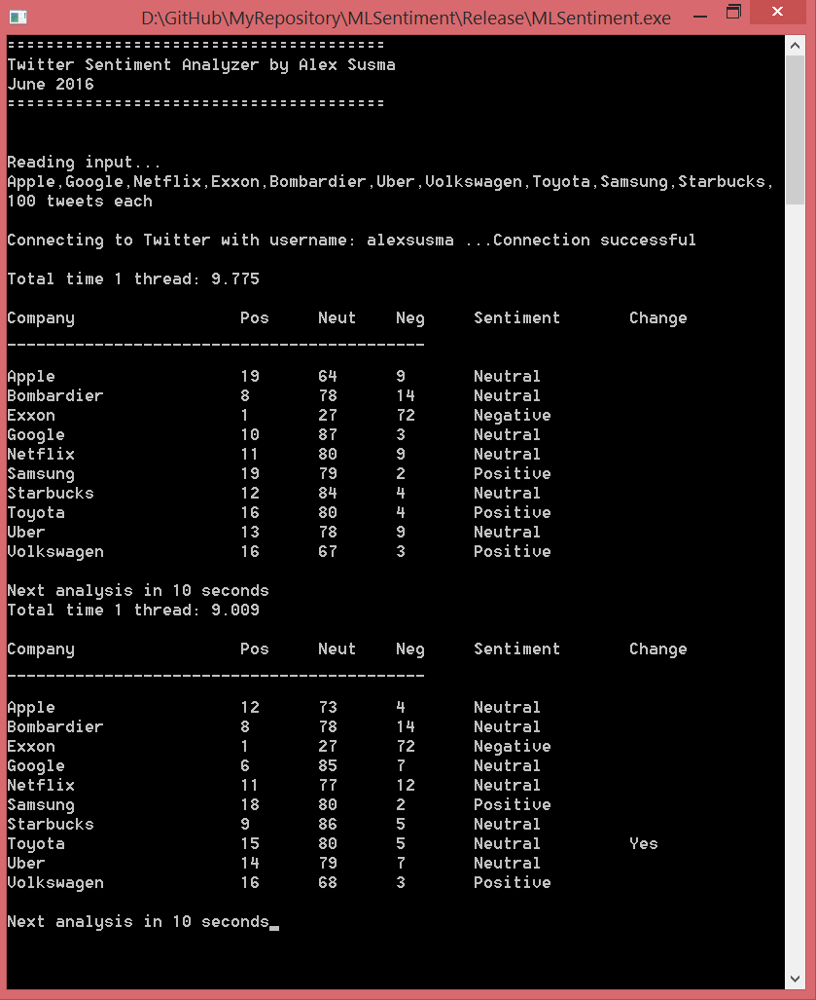 D:\GitHub\MyRepository\MLSentiment\Release\MLSentiment.exe
=======================================
Twitter Sentiment Analyzer by Alex Susma
June 2016
=======================================
Reading input...
Apple,Google,Netflix,Exxon,Bombardier,Uber,Volkswagen,Toyota,Samsung,Starbucks,
100 tweets each
Connecting to Twitter with username: alexsusma ...Connection successful
Total time 1 thread: 9.775
Company Pos Neut Neg Sentiment Change
-------------------------------------------
Apple 19 64 9 Neutral
Bombardier 8 78 14 Neutral
Exxon 1 27 72 Negative
Google 10 87 3 Neutral
Netflix 11 80 9 Neutral
Samsung 19 79 2 Positive
Starbucks 12 84 4 Neutral
Toyota 16 80 4 Positive
Uber 13 78 9 Neutral
Volkswagen 16 67 3 Positive
Next analysis in 10 seconds
Total time 1 thread: 9.009
Company Pos Neut Neg Sentiment Change
-------------------------------------------
Apple 12 73 4 Neutral
Bombardier 8 78 14 Neutral
Exxon 1 27 72 Negative
Google 6 85 7 Neutral
Netflix 11 77 12 Neutral
Samsung 18 80 2 Positive
Starbucks 9 86 5 Neutral
Toyota 15 80 5 Neutral Yes
Uber 14 79 7 Neutral
Volkswagen 16 68 3 Positive
Next analysis in 10 seconds